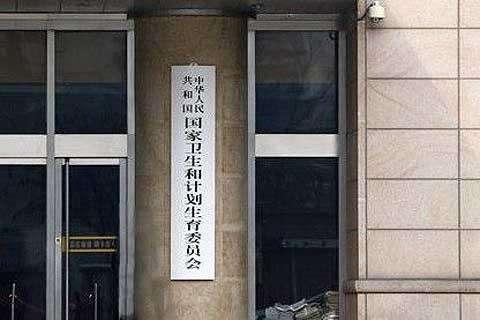 中华人民
共和国
国家卫生和计划生育委员会